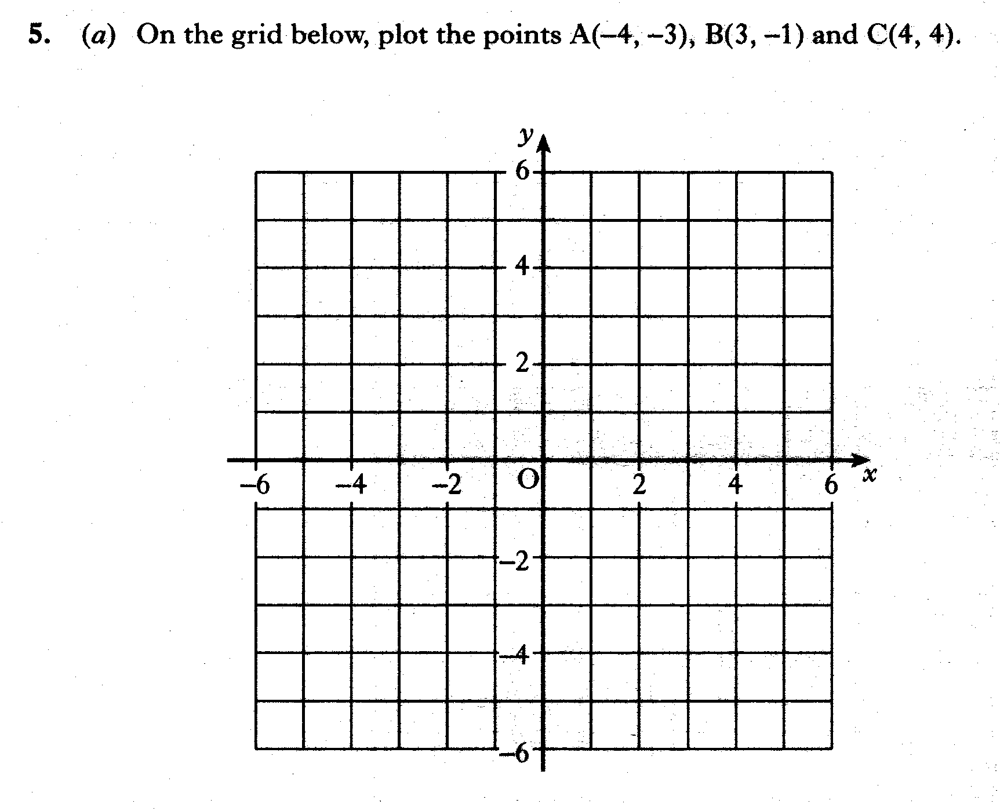 5. (a) On the grid below, plot the points A(–4, –3), B(3, –1) and C(4, 4).
y
6
4
2
–6 –4 –2 O 2 4 6 x
–2
–4
–6